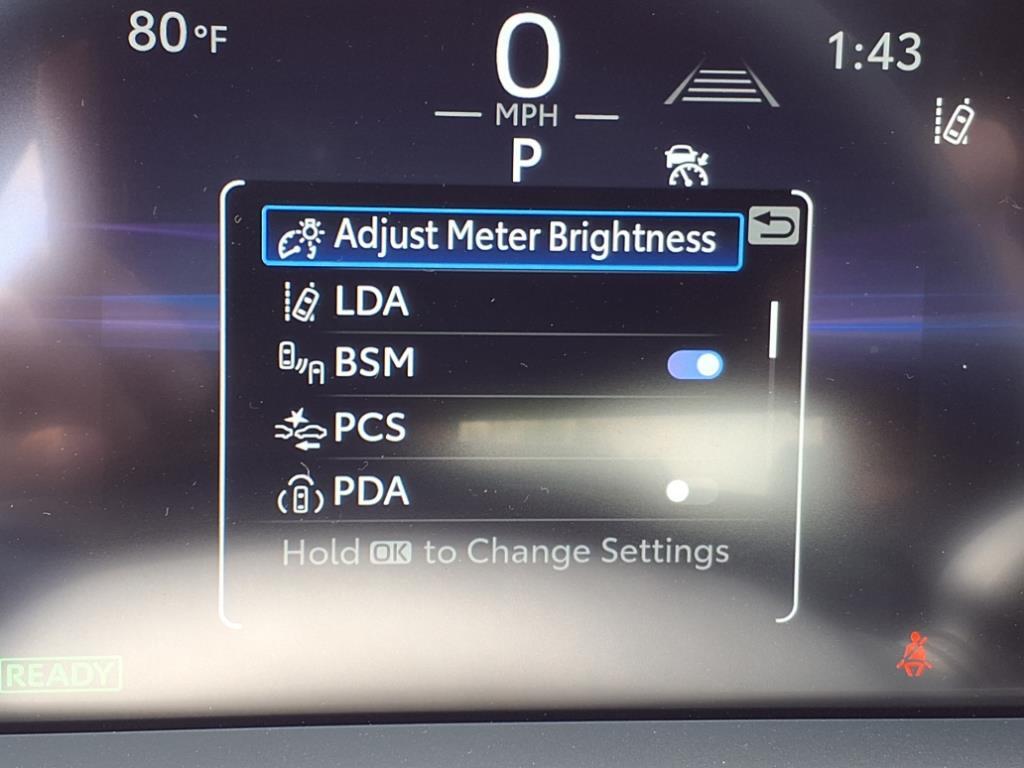 80°F
0
1:43
MPH
P
Adjust Meter Brightness
LDA
BSM
PCS
PDA
Hold OK to Change Settings
READY